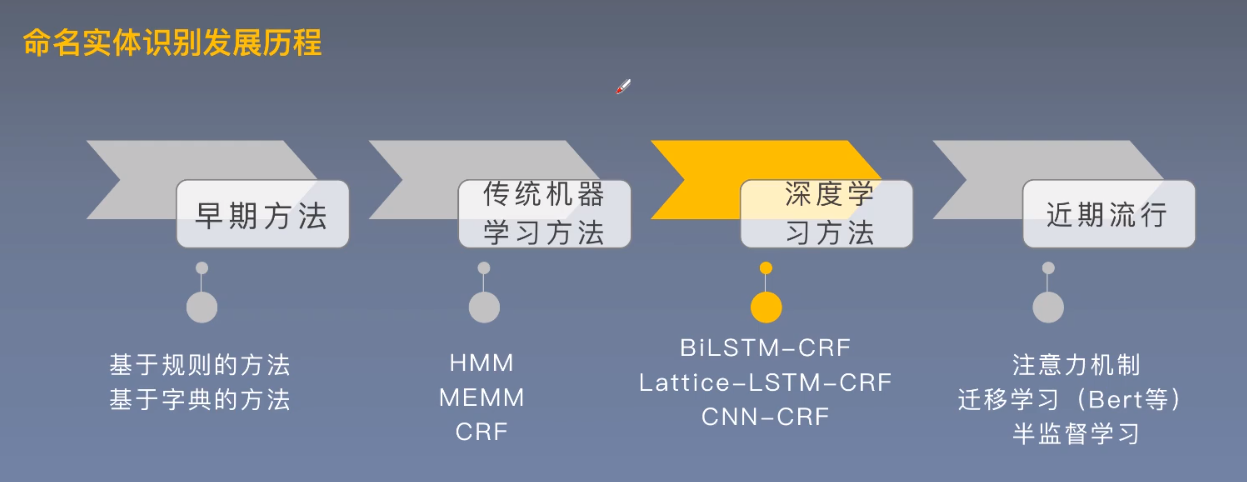 命名实体识别发展历程
早期方法
传统机器
学习方法
深度学
习方法
近期流行
基于规则的方法
基于字典的方法
HMM
MEMM
CRF
BiLSTM-CRF
Lattice-LSTM-CRF
CNN-CRF
注意力机制
迁移学习（Bert等）
半监督学习